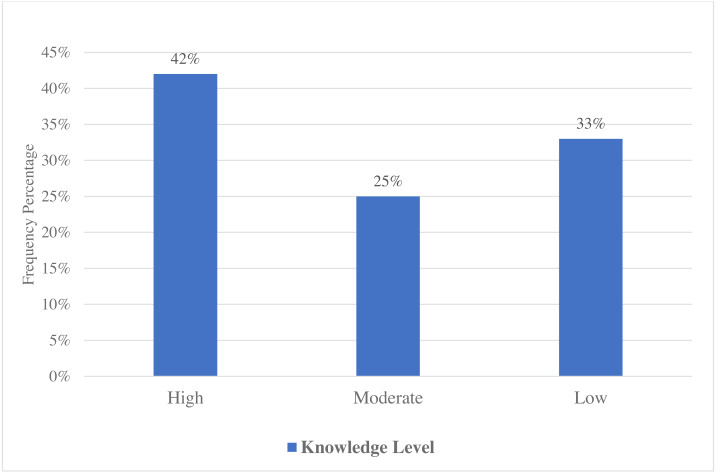 45%
40%
35%
30%
25%
20%
15%
10%
5%
0%
Frequency Percentage
42%
25%
33%
High
Moderate
Low
Knowledge Level